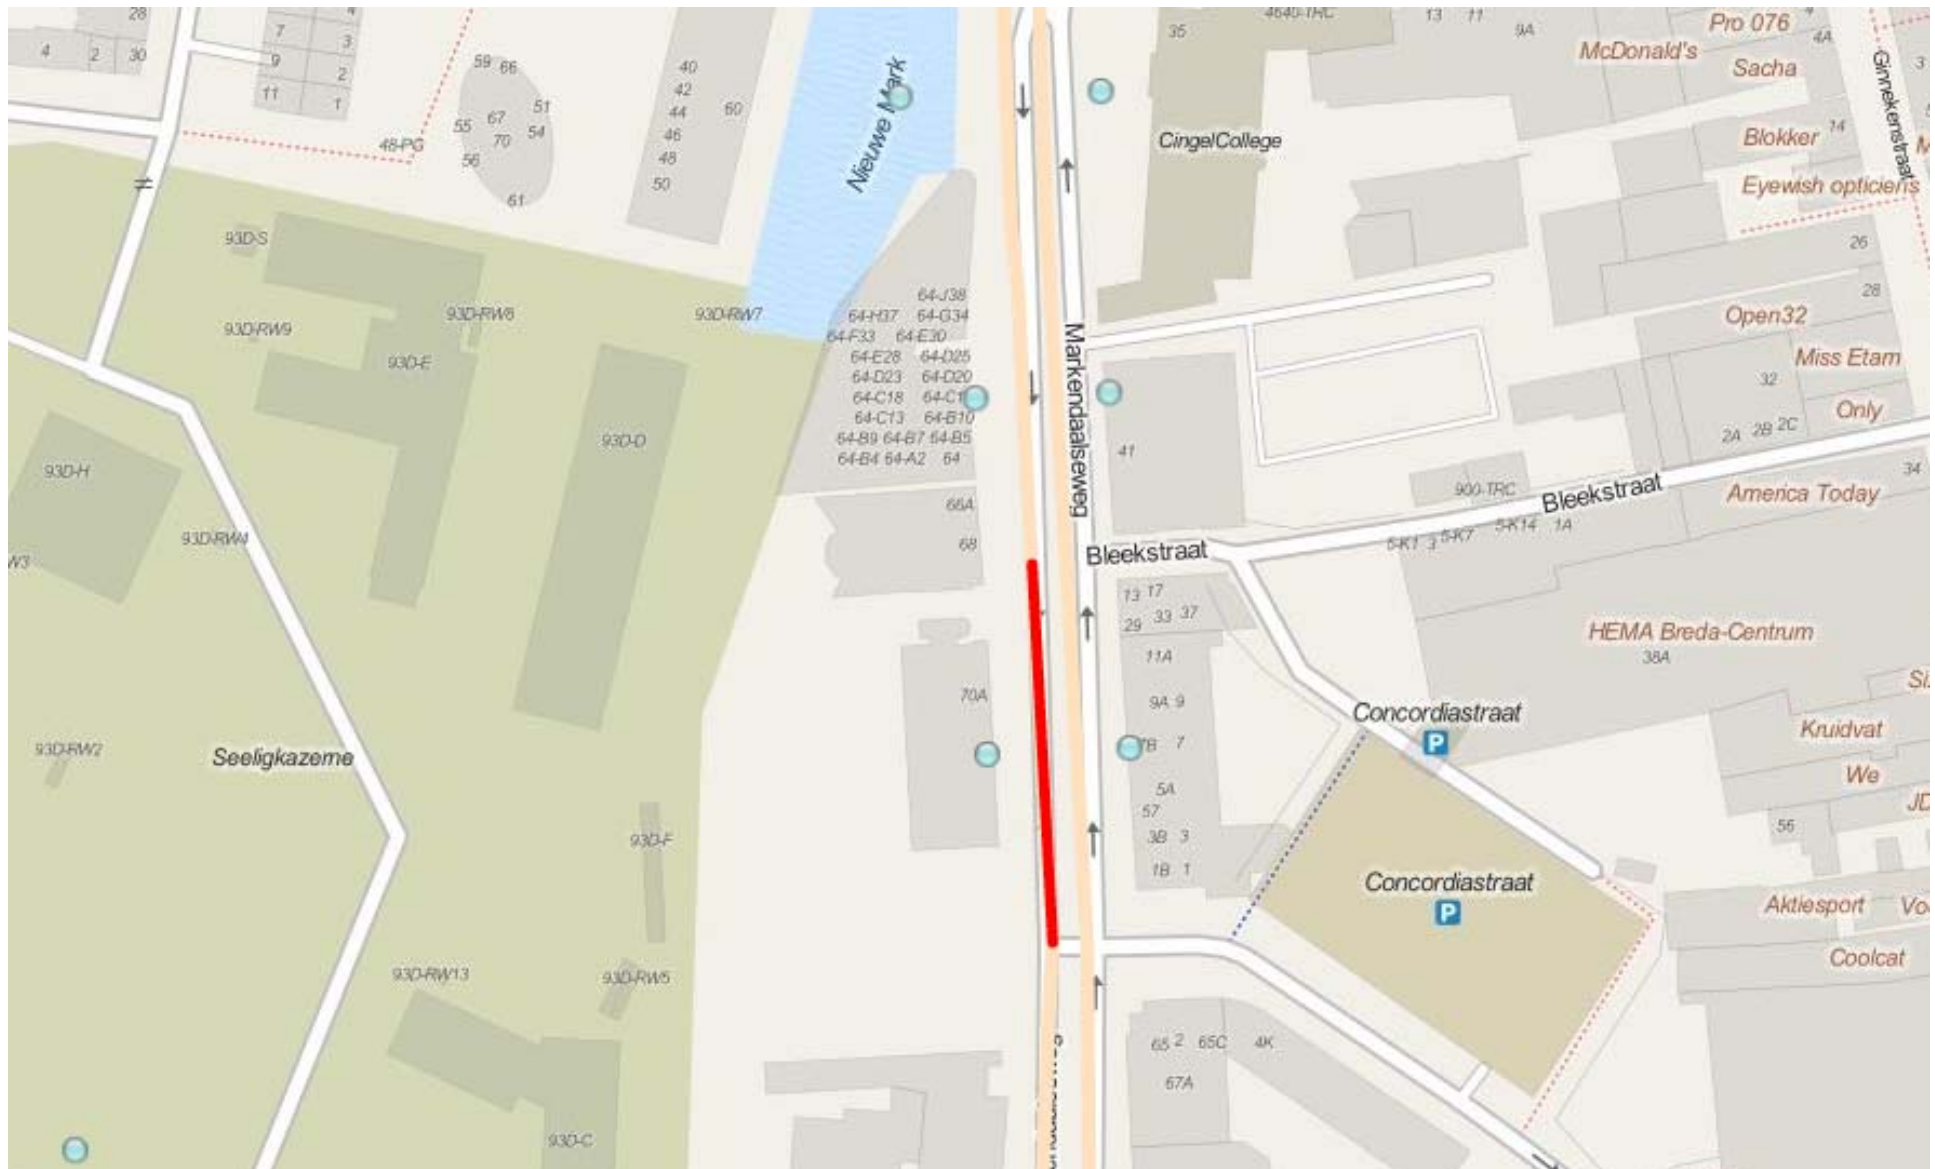 28
4
2
30
7
3
9
2
11
1
59 66
51
67
55
54
70
56
61
48-PG
40
42
44
60
46
48
50
Nieuwe Mark
35
4640-TRC
13
11
9A
Pro 076
4A
McDonald's
Sacha
3
Ginnekenstraat
CingelCollege
Blokker
14
Eyewish opticiens
26
28
93D-S
93D-RW9
93D-RW8
93D-RW7
93D-E
93D-D
93D-H
93D-RW4
W3
64-J38
64-H37 64-G34
64-F33 64-E30
64-E28 64-D25
64-D23 64-D20
64-C18 64-C1
64-C13 64-B10
64-B9 64-B7 64-B5
64-B4 64-A2 64
66A
68
Markendaalseweg
41
Open32
Miss Etam
32
Only
2A 2B 2C
34
900-TRC
Bleekstraat
America Today
5-K1 3 5-K7 5-K14 1A
Bleekstraat
13 17
29 33 37
11A
HEMA Breda-Centrum
38A
70A
9A 9
7B 7
Concordiastraat
P
Kruidvat
We
5A
57
3B 3
1B 1
56
93D-RW2
Seeligkazerne
93D-F
Concordiastraat
P
Aktiesport
Coolcat
93D-RW13
93D-RW5
65 2 65C 4K
67A
93D-C